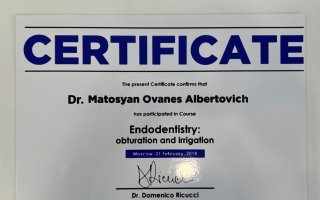 CERTIFICATE
The present Certificate confirms that
Dr. Matosyan Ovanes Albertovich
has participated in Course
Endodentistry:
obturation and irrigation
Moscow 21 february, 2018
Dr. Domenico Ricucci